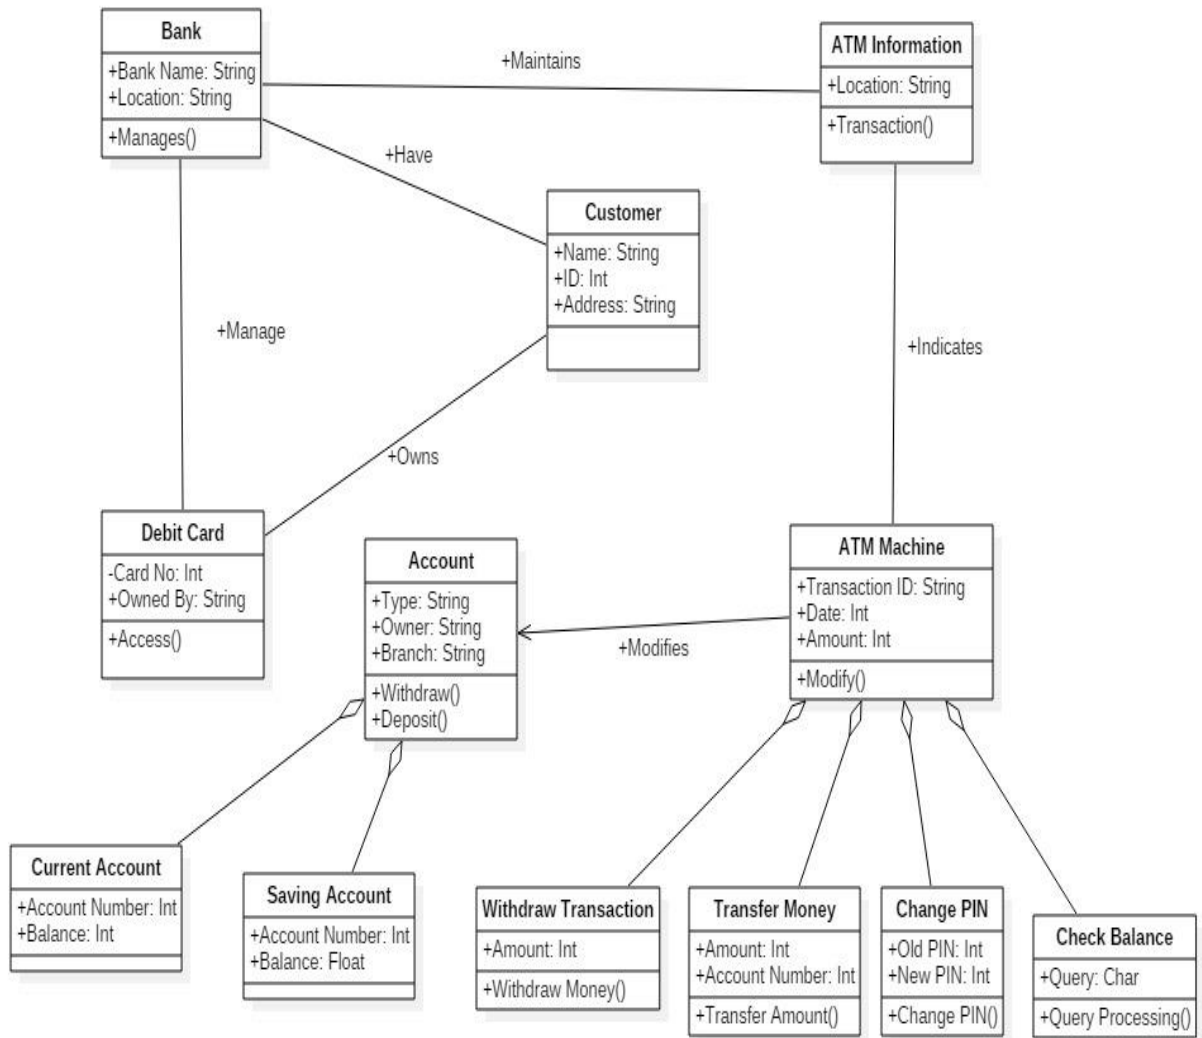 Bank
+Bank Name: String
+Location: String
+Manages()
+Maintains
ATM Information
+Location: String
+Transaction()
+Have
Customer
+Name: String
+ID: Int
+Address: String
+Manage
+Indicates
+Owns
Debit Card
-Card No: Int
+Owned By: String
+Access()
Account
+Type: String
+Owner: String
+Branch: String
+Withdraw()
+Deposit()
+Modifies
ATM Machine
+Transaction ID: String
+Date: Int
+Amount: Int
+Modify()
Current Account
+Account Number: Int
+Balance: Int
Saving Account
+Account Number: Int
+Balance: Float
Withdraw Transaction
+Amount: Int
+Withdraw Money()
Transfer Money
+Amount: Int
+Account Number: Int
+Transfer Amount()
Change PIN
+Old PIN: Int
+New PIN: Int
+Change PIN()
Check Balance
+Query: Char
+Query Processing()